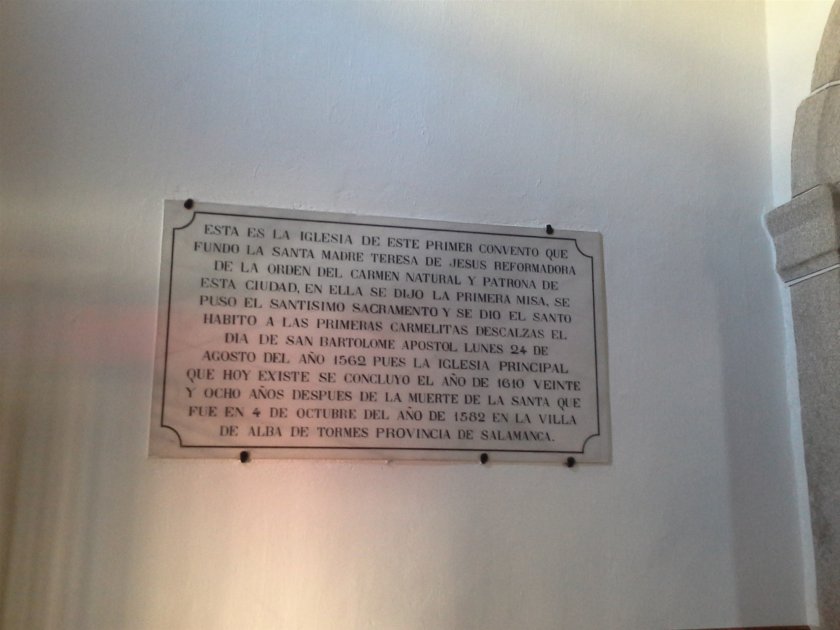 ESTA ES LA IGLESIA DE ESTE PRIMER CONVENTO QUE
FUNDO LA SANTA MADRE TERESA DE JESUS REFORMADORA
DE LA ORDEN DEL CARMEN NATURAL Y PATRONA DE
ESTA CIUDAD, EN ELLA SE DIJO LA PRIMERA MISA, SE
PUSO EL SANTISIMO SACRAMENTO Y SE DIO EL SANTO
HABITO A LAS PRIMERAS CARMELITAS DESCALZAS EL
DIA DE SAN BARTOLOME APOSTOL LUNES 24 DE
AGOSTO DEL AÑO 1562 PUES LA IGLESIA PRINCIPAL
QUE HOY EXISTE SE CONCLUYO EL AÑO DE 1610 VEINTE
Y OCHO AÑOS DESPUES DE LA MUERTE DE LA SANTA QUE
FUE EN 4 DE OCTUBRE DEL AÑO DE 1582 EN LA VILLA
DE ALBA DE TORMES PROVINCIA DE SALAMANCA.